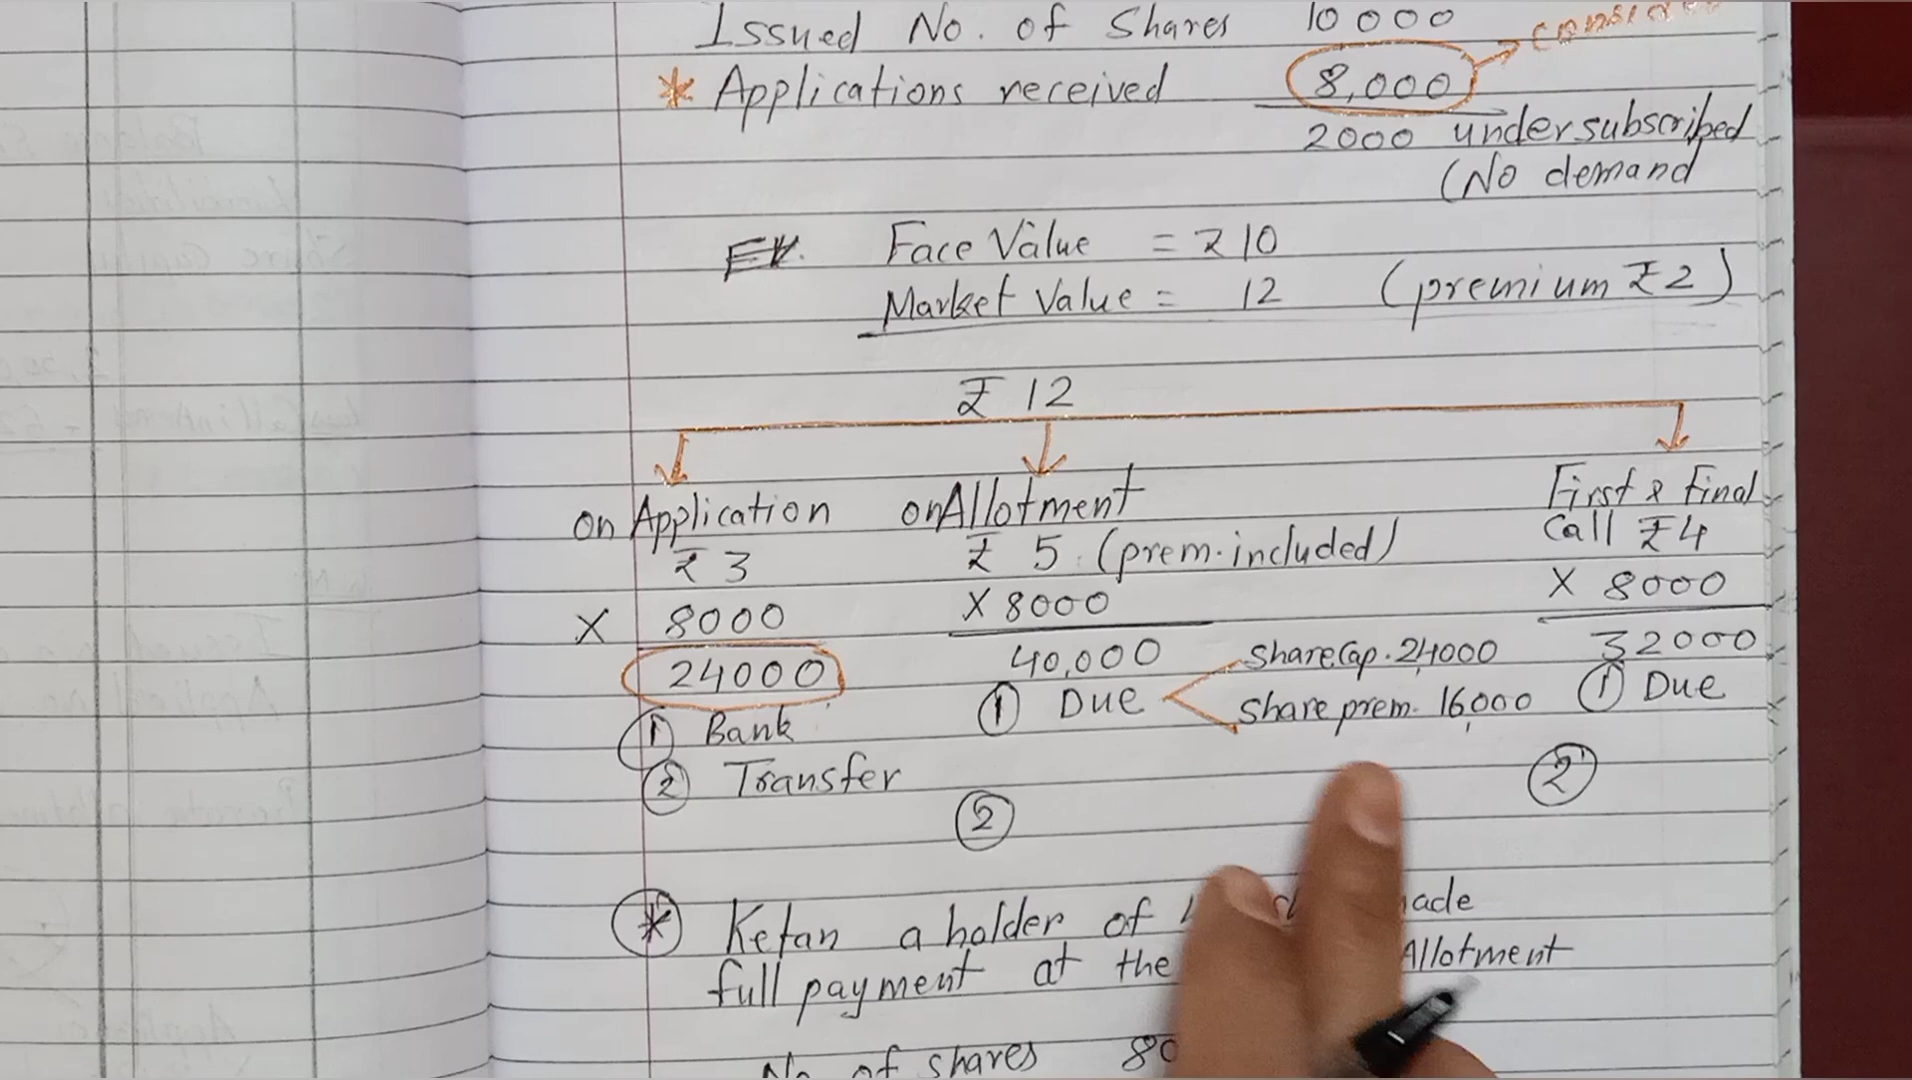 Issued No. of Shares 10000
* Applications received 8,000
2000 undersubscribed
(No demand
Face Value = ₹10
Market Value = 12 (premium ₹2)
₹ 12
on Application
₹ 3
X 8000
24000
① Bank
② Transfer
on Allotment
₹ 5 (prem. included)
X 8000
40,000
① Due
Share Cap. 24000
Share prem. 16,000
②
First & Final
Call ₹4
X 8000
32000
① Due
②
* Ketan a holder of
full payment at the Allotment
No of shares